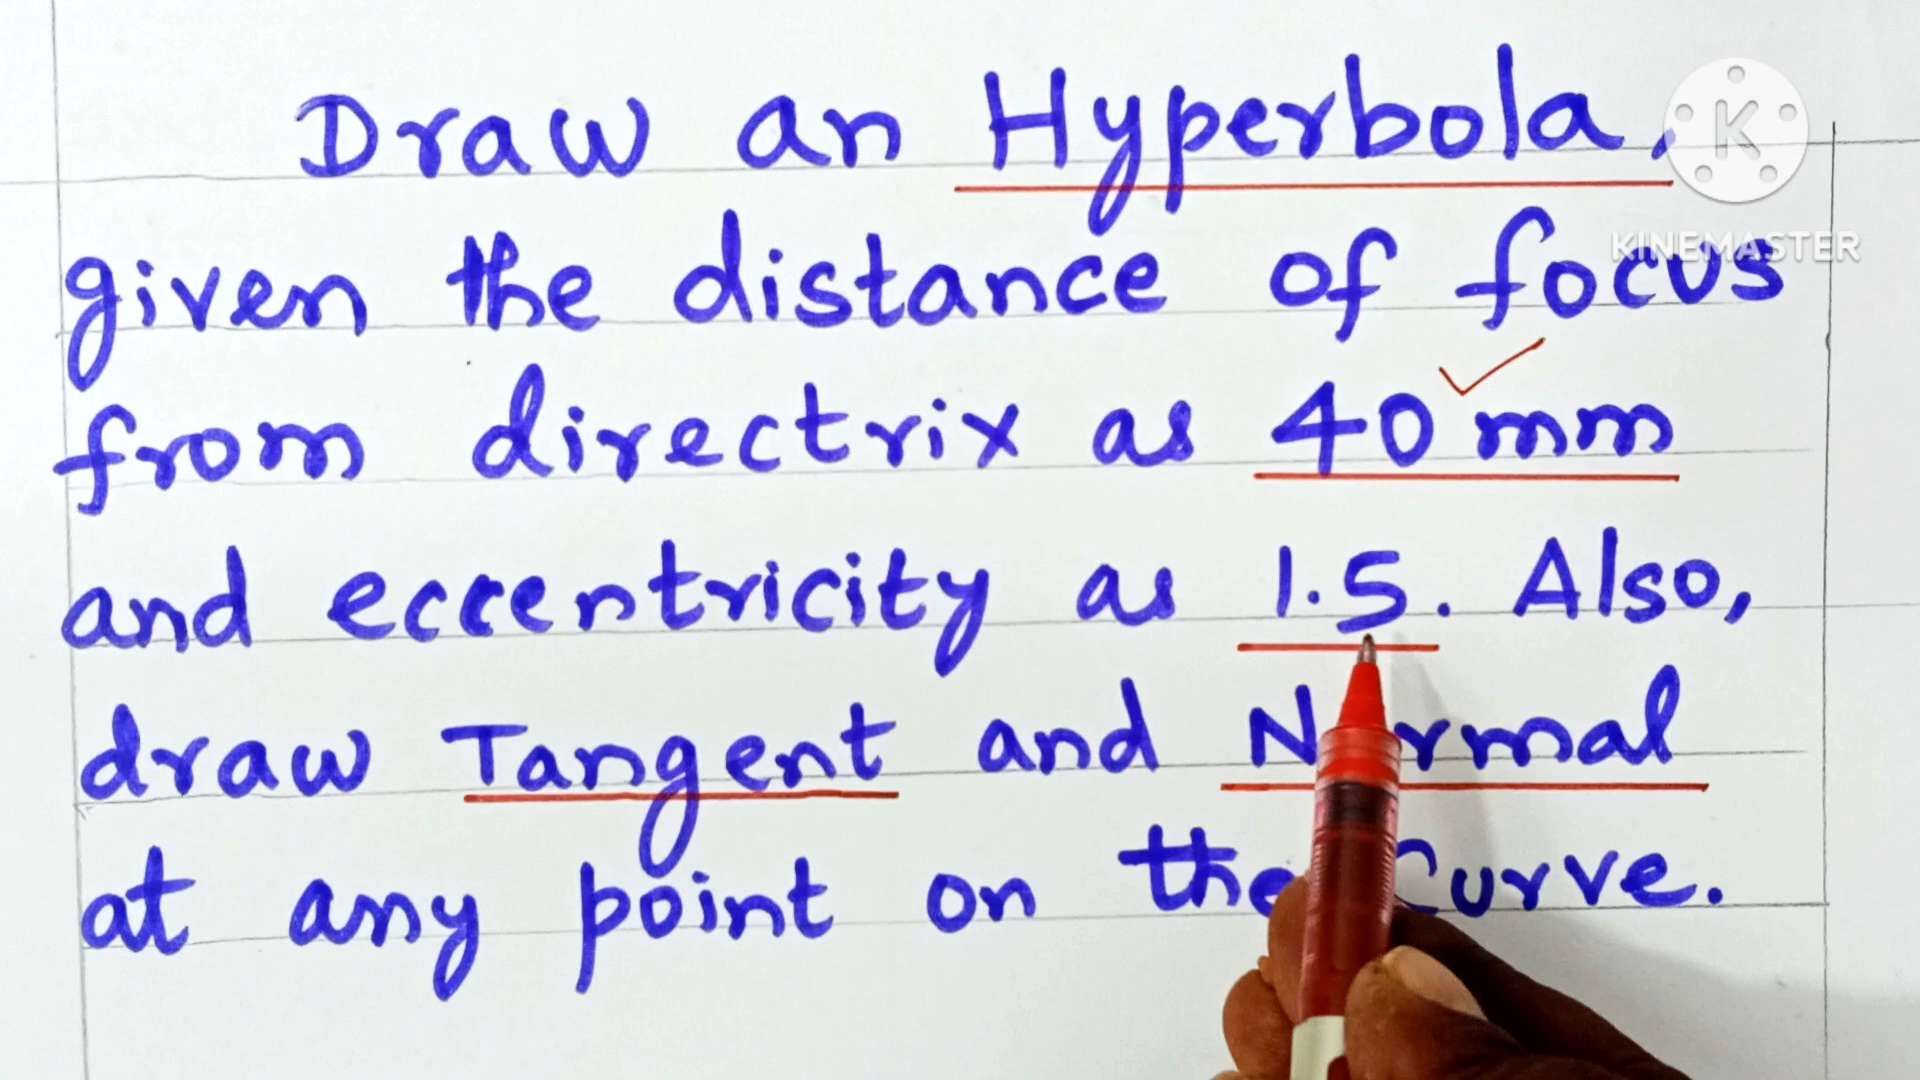 Draw an Hyperbola,
given the distance of focus
from directrix as 40 mm
and eccentricity as 1.5. Also,
draw Tangent and Normal
at any point on the Curve.
K
KINEMASTER